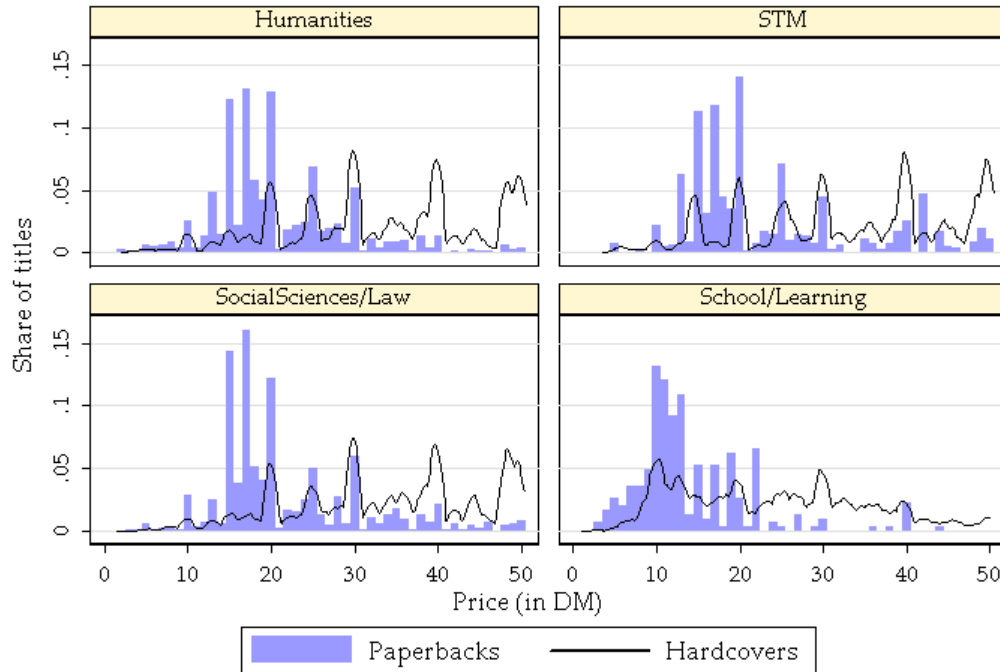 Humanities
STM
.15
.1
.05
0
SocialSciences/Law
School/Learning
.15
.1
.05
0
Share of titles
0 10 20 30 40 50 0 10 20 30 40 50
Price (in DM)
Paperbacks Hardcovers